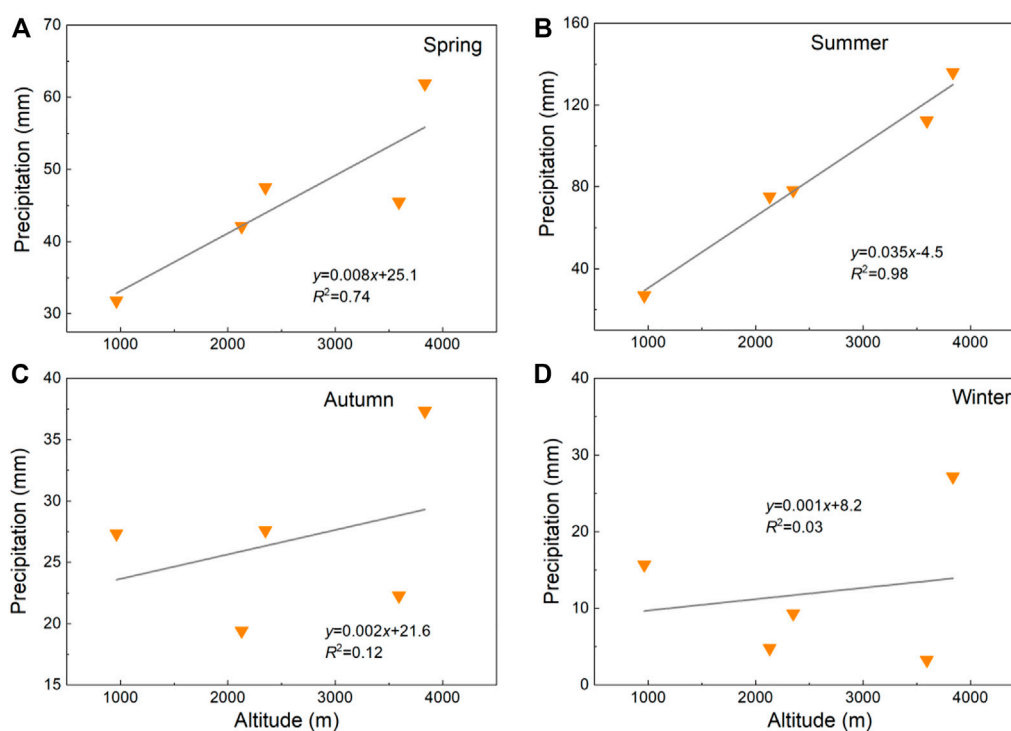 A
Spring
Precipitation (mm)
70
60
50
40
30
y=0.008x+25.1
R²=0.74
1000 2000 3000 4000
B
Summer
Precipitation (mm)
160
120
80
40
y=0.035x-4.5
R²=0.98
1000 2000 3000 4000
C
Autumn
Precipitation (mm)
40
35
30
25
20
15
y=0.002x+21.6
R²=0.12
1000 2000 3000 4000
Altitude (m)
D
Winter
Precipitation (mm)
40
30
20
10
0
y=0.001x+8.2
R²=0.03
1000 2000 3000 4000
Altitude (m)